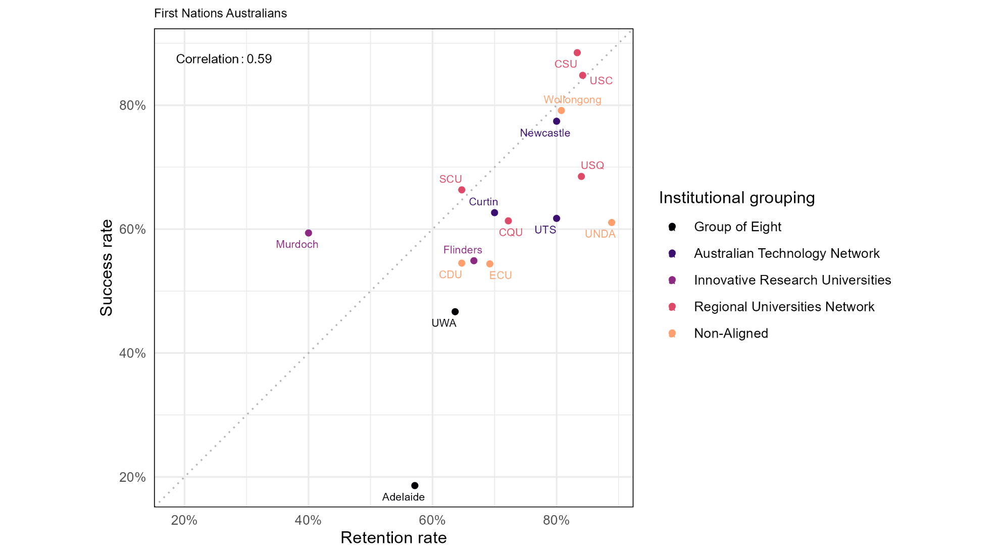 First Nations Australians
Correlation: 0.59
CSU
USC
Wollongong
Newcastle
USQ
SCU
Curtin
CQU
UTS
UNDA
Murdoch
Flinders
CDU
ECU
UWA
Adelaide
80%
60%
40%
20%
Success rate
20%
40%
60%
80%
Retention rate
Institutional grouping
Group of Eight
Australian Technology Network
Innovative Research Universities
Regional Universities Network
Non-Aligned